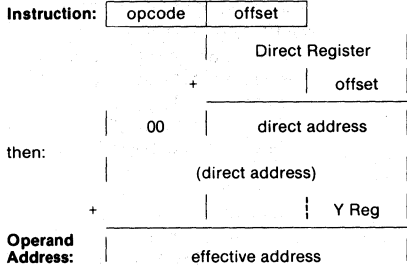 Instruction: opcode offset
Direct Register
+ offset
00 direct address
then:
(direct address)
+ Y Reg
Operand
Address: effective address